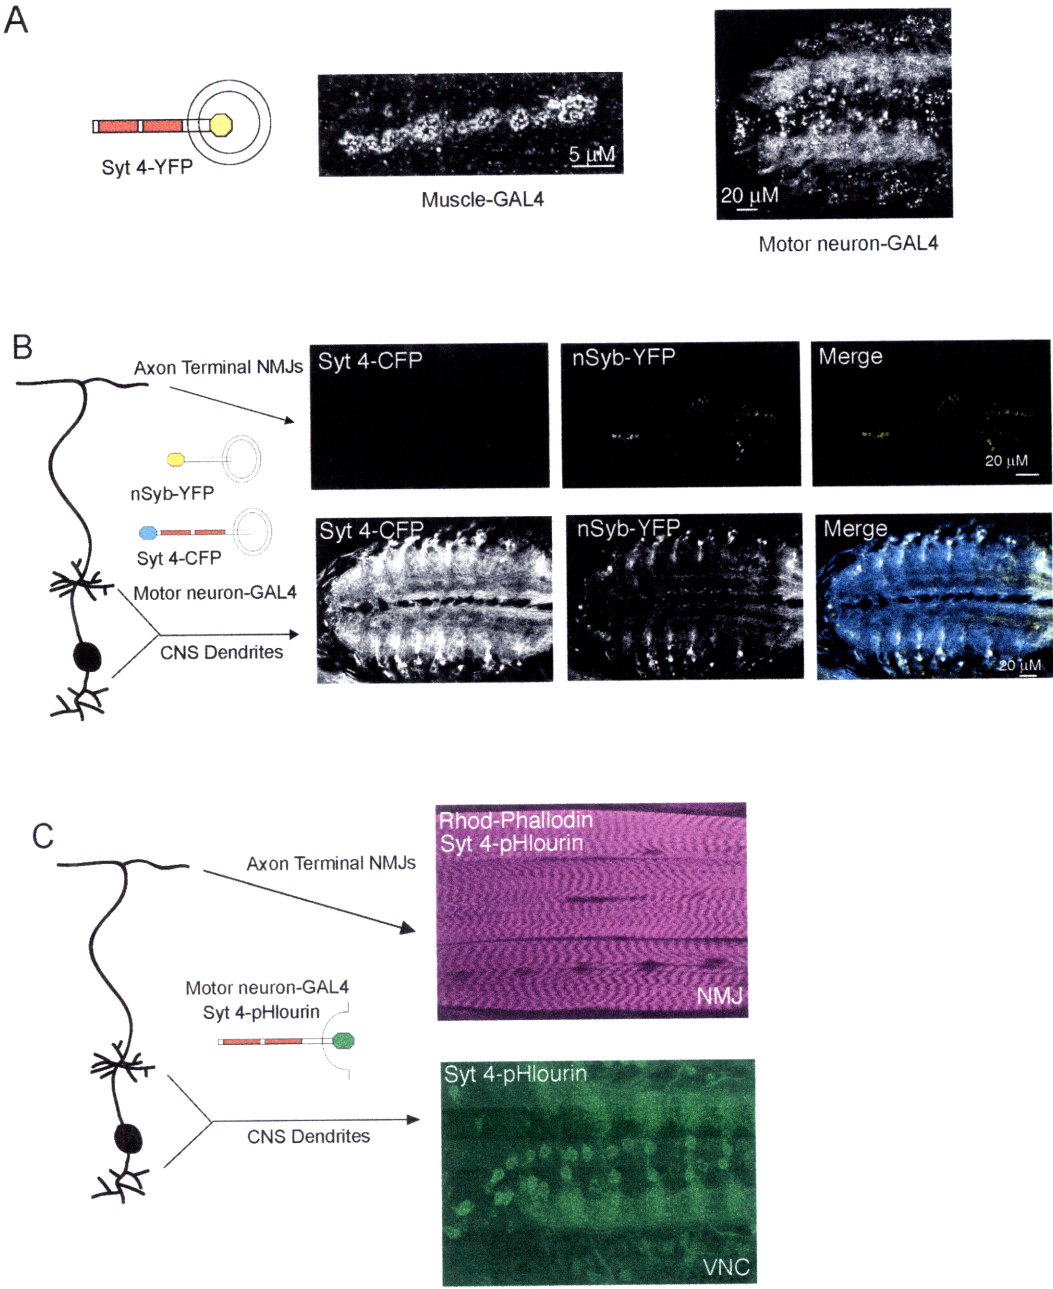 A
Syt 4-YFP
5 µM
Muscle-GAL4
20 µM
Motor neuron-GAL4
B
Axon Terminal NMJs
nSyb-YFP
Syt 4-CFP
Motor neuron-GAL4
CNS Dendrites
Syt 4-CFP
nSyb-YFP
Merge
20 µM
Syt 4-CFP
nSyb-YFP
Merge
20 µM
C
Axon Terminal NMJs
Motor neuron-GAL4
Syt 4-pHlourin
CNS Dendrites
Rhod-Phallodin
Syt 4-pHlourin
NMJ
Syt 4-pHlourin
VNC